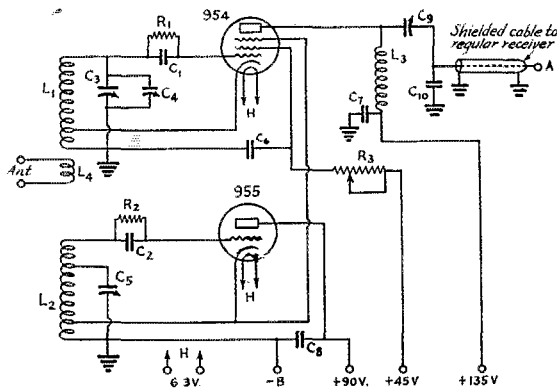 954
R1
C1
L1
C3
C4
H
C6
Ant
L4
C9
L3
Shielded cable to
regular receiver
A
C7
C10
R3
955
R2
C2
L2
C5
H
C8
H
6 3V.
-B
+90V.
+45V
+135V